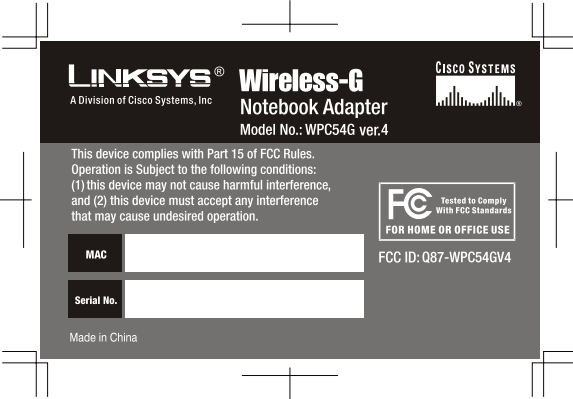 LINKSYS®
A Division of Cisco Systems, Inc
Wireless-G
Notebook Adapter
Model No.: WPC54G ver.4
CISCO SYSTEMS
®
This device complies with Part 15 of FCC Rules.
Operation is Subject to the following conditions:
(1) this device may not cause harmful interference,
and (2) this device must accept any interference
that may cause undesired operation.
FC
Tested to Comply
With FCC Standards
FOR HOME OR OFFICE USE
FCC ID: Q87-WPC54GV4
MAC
Serial No.
Made in China